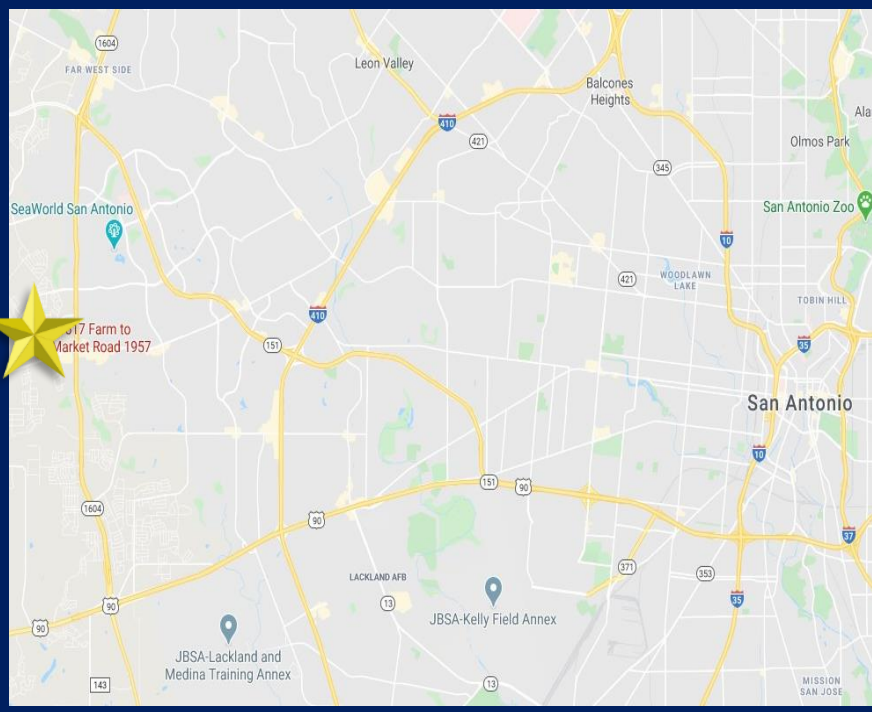 1604
FAR WEST SIDE
Leon Valley
Balcones
Heights
410
421
Olmos Park
345
SeaWorld San Antonio
San Antonio Zoo
10
421
WOODLAWN
LAKE
TOBIN HILL
410
Farm to
Market Road 1957
151
35
San Antonio
10
1604
151
90
90
37
LACKLAND AFB
371
353
13
JBSA-Kelly Field Annex
35
90
90
JBSA-Lackland and
Medina Training Annex
143
13
MISSION
SAN JOSE